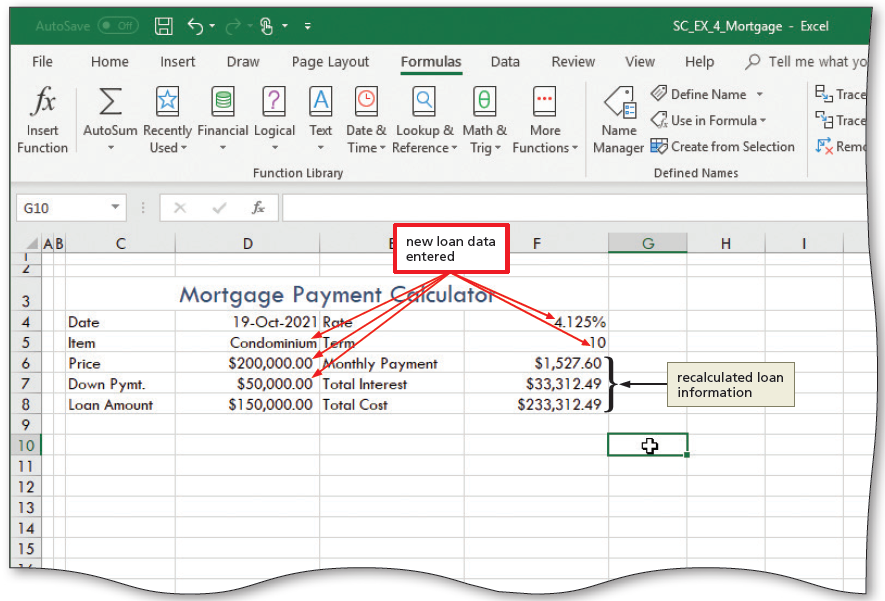 AutoSave Off SC_EX_4_Mortgage - Excel
File Home Insert Draw Page Layout Formulas Data Review View Help Tell me what yo
fx Σ ? A θ
Insert Function
AutoSum
Recently Used
Financial
Logical
Text
Date & Time
Lookup & Reference
Math & Trig
More Functions
Name Manager
Define Name
Use in Formula
Create from Selection
Trace
Trace
Remo
Function Library Defined Names
G10 fx
A B C D E F G H I
1
2
3 Mortgage Payment Calculator
4 Date 19-Oct-2021 Rate 4.125%
5 Item Condominium Term 10
6 Price $200,000.00 Monthly Payment $1,527.60
7 Down Pymt. $50,000.00 Total Interest $33,312.49
8 Loan Amount $150,000.00 Total Cost $233,312.49
9
10
11
12
13
14
15
new loan data
entered
recalculated loan
information